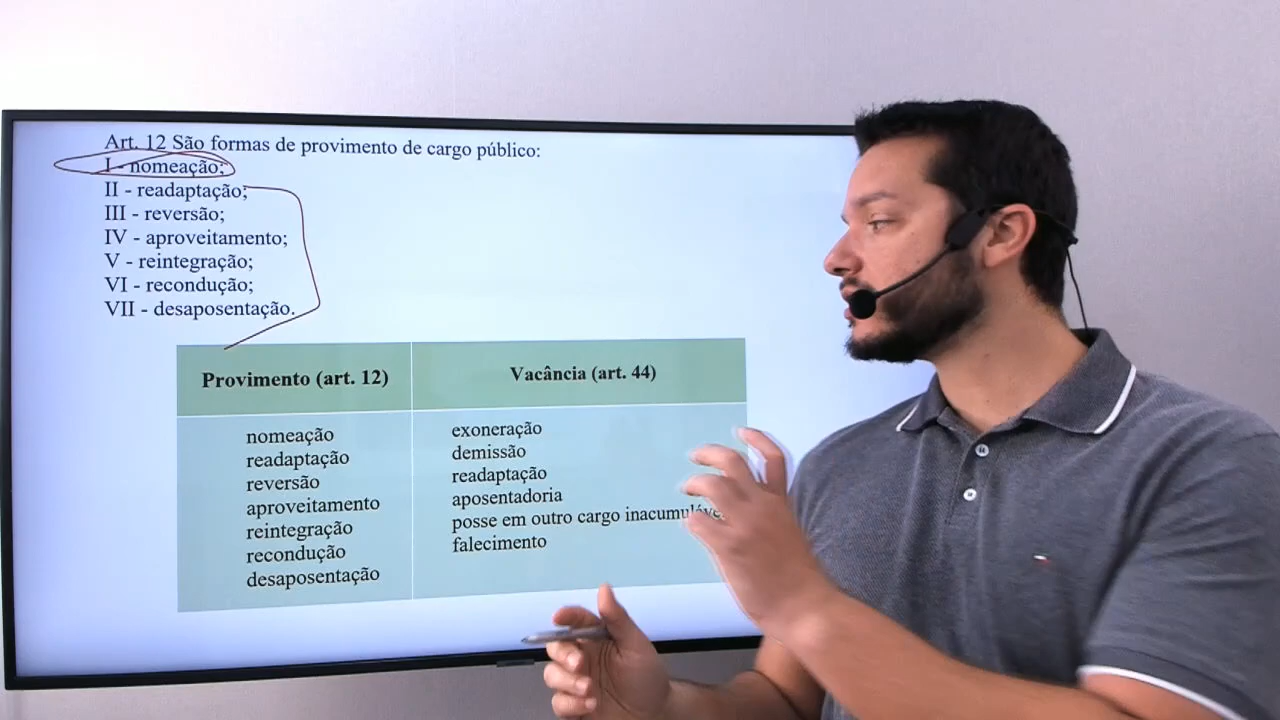 Art. 12 São formas de provimento de cargo público:
I - nomeação;
II - readaptação;
III - reversão;
IV - aproveitamento;
V - reintegração;
VI - recondução;
VII - desaposentação.
Provimento (art. 12)
Vacância (art. 44)
nomeação
readaptação
reversão
aproveitamento
reintegração
recondução
desaposentação
exoneração
demissão
readaptação
aposentadoria
posse em outro cargo
falecimento